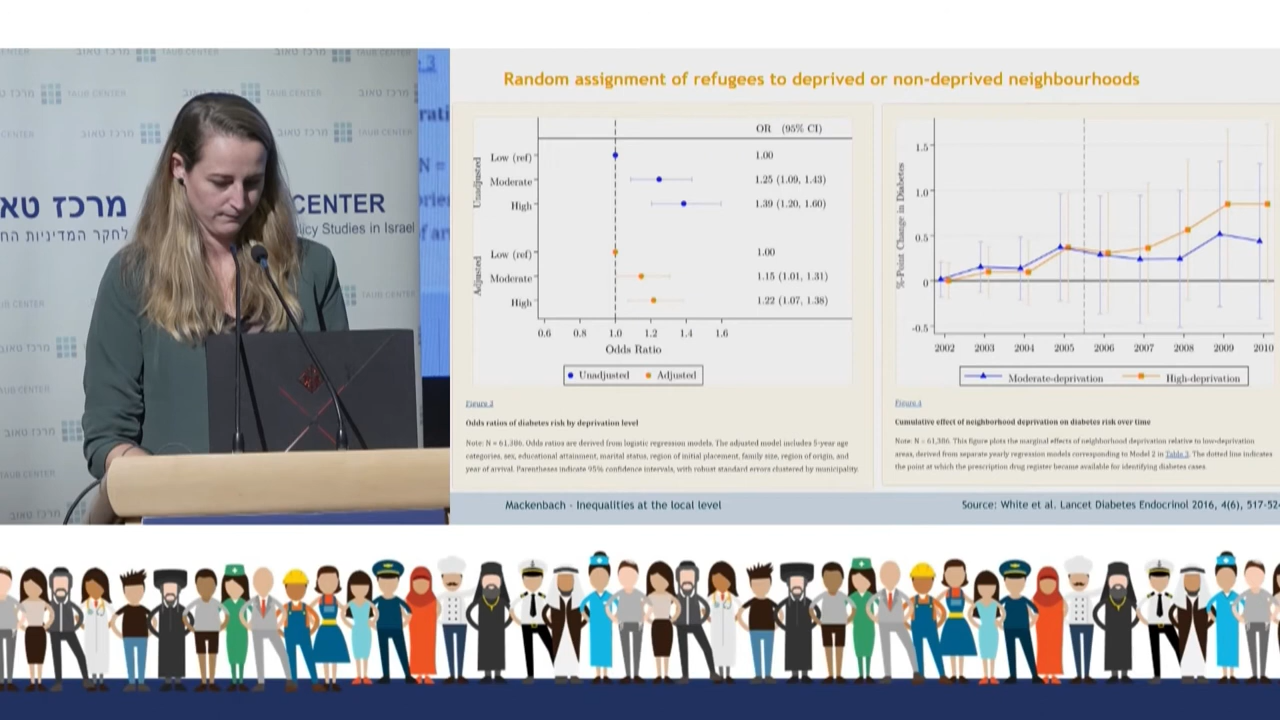 TAUB CENTER
מרכז טאוב
CENTER
מרכז טאו
licy Studies in Israel
לחקר המדיניות הח
Random assignment of refugees to deprived or non-deprived neighbourhoods
OR (95% CI)
Unadjusted
Low (ref)
1.00
Moderate
1.25 (1.09, 1.43)
High
1.39 (1.20, 1.60)
Adjusted
Low (ref)
1.00
Moderate
1.15 (1.01, 1.31)
High
1.22 (1.07, 1.38)
0.6 0.8 1.0 1.2 1.4 1.6
Odds Ratio
Unadjusted Adjusted
Figure 3
Odds ratios of diabetes risk by deprivation level
Note: N = 61,386. Odds ratios are derived from logistic regression models. The adjusted model includes 5-year age
categories, sex, educational attainment, marital status, region of initial placement, family size, region of origin, and
year of arrival. Parentheses indicate 95% confidence intervals, with robust standard errors clustered by municipality.
%-Point Change in Diabetes
1.5
1.0
0.5
0
-0.5
2002 2003 2004 2005 2006 2007 2008 2009 2010
Moderate-deprivation High-deprivation
Figure 4
Cumulative effect of neighborhood deprivation on diabetes risk over time
Note: N = 61,386. This figure plots the marginal effects of neighborhood deprivation relative to low-deprivation
areas, derived from separate yearly regression models corresponding to Model 2 in Table 3. The dotted line indicates
the point at which the prescription drug register became available for identifying diabetes cases.
Mackenbach - Inequalities at the local level
Source: White et al. Lancet Diabetes Endocrinol 2016, 4(6), 517-52